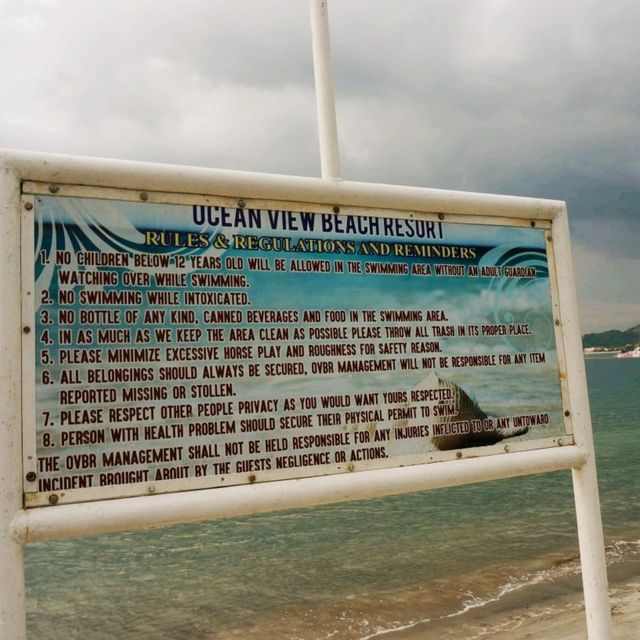 OCEAN VIEW BEACH RESORT
RULES & REGULATIONS AND REMINDERS
1. NO CHILDREN BELOW 12 YEARS OLD WILL BE ALLOWED IN THE SWIMMING AREA WITHOUT AN ADULT GUARDIAN
WATCHING OVER WHILE SWIMMING.
2. NO SWIMMING WHILE INTOXICATED.
3. NO BOTTLE OF ANY KIND, CANNED BEVERAGES AND FOOD IN THE SWIMMING AREA.
4. IN AS MUCH AS WE KEEP THE AREA CLEAN AS POSSIBLE PLEASE THROW ALL TRASH IN ITS PROPER PLACE.
5. PLEASE MINIMIZE EXCESSIVE HORSE PLAY AND ROUGHNESS FOR SAFETY REASON.
6. ALL BELONGINGS SHOULD ALWAYS BE SECURED, OVBR MANAGEMENT WILL NOT BE RESPONSIBLE FOR ANY ITEM
REPORTED MISSING OR STOLEN.
7. PLEASE RESPECT OTHER PEOPLE PRIVACY AS YOU WOULD WANT YOURS RESPECTED.
8. PERSON WITH HEALTH PROBLEM SHOULD SECURE THEIR PHYSICAL PERMIT TO SWIM.
THE OVBR MANAGEMENT SHALL NOT BE HELD RESPONSIBLE FOR ANY INJURIES INFLICTED TO OR ANY UNTOWARD
INCIDENT BROUGHT ABOUT BY THE GUESTS NEGLIGENCE OR ACTIONS.